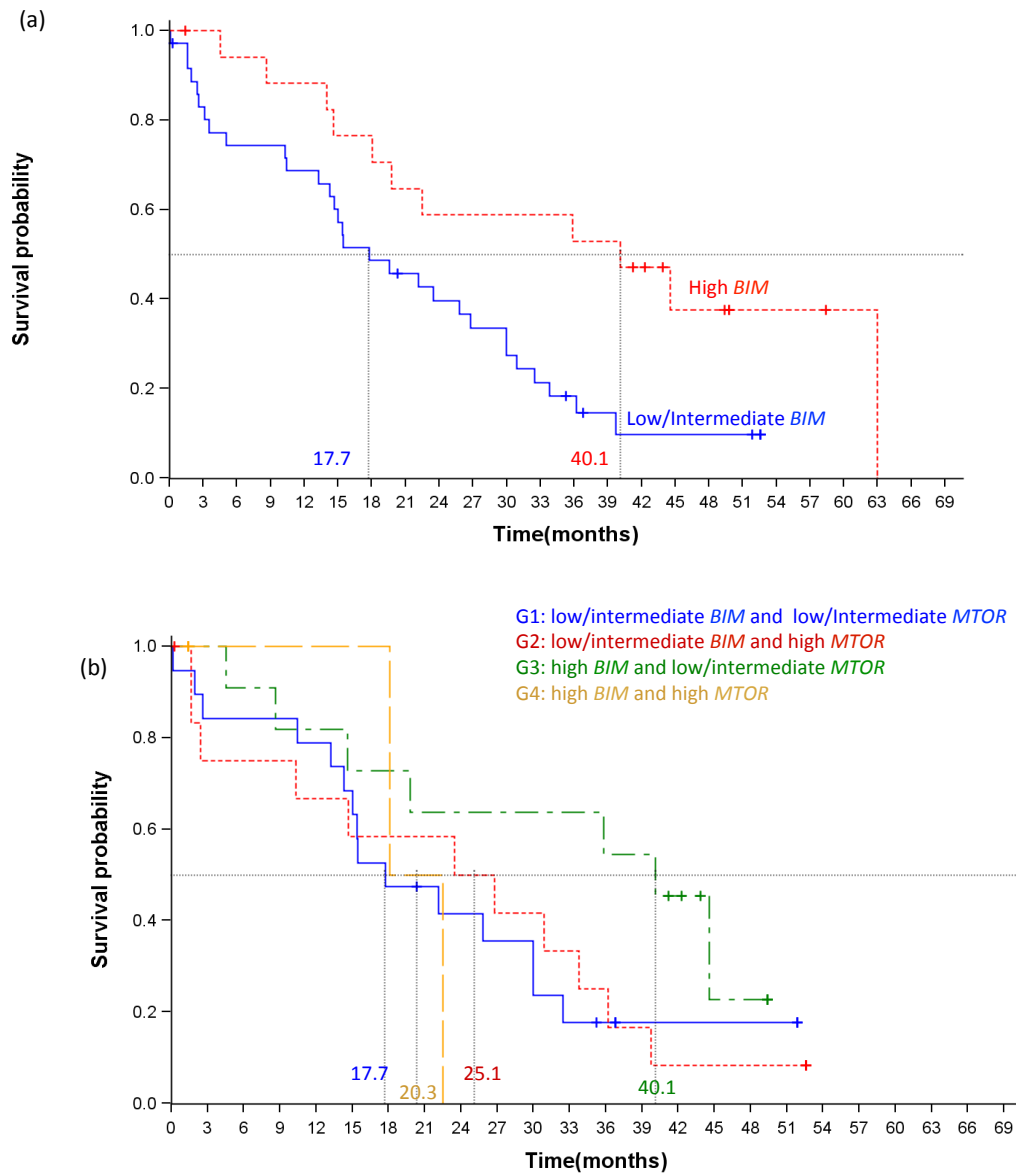 (a)
1.0
0.8
0.6
0.4
0.2
0.0
Survival probability
High BIM
Low/Intermediate BIM
17.7
40.1
0 3 6 9 12 15 18 21 24 27 30 33 36 39 42 45 48 51 54 57 60 63 66 69
Time(months)
G1: low/intermediate BIM and low/Intermediate MTOR
G2: low/intermediate BIM and high MTOR
G3: high BIM and low/intermediate MTOR
G4: high BIM and high MTOR
(b)
1.0
0.8
0.6
0.4
0.2
0.0
Survival probability
17.7
20.3
25.1
40.1
0 3 6 9 12 15 18 21 24 27 30 33 36 39 42 45 48 51 54 57 60 63 66 69
Time(months)